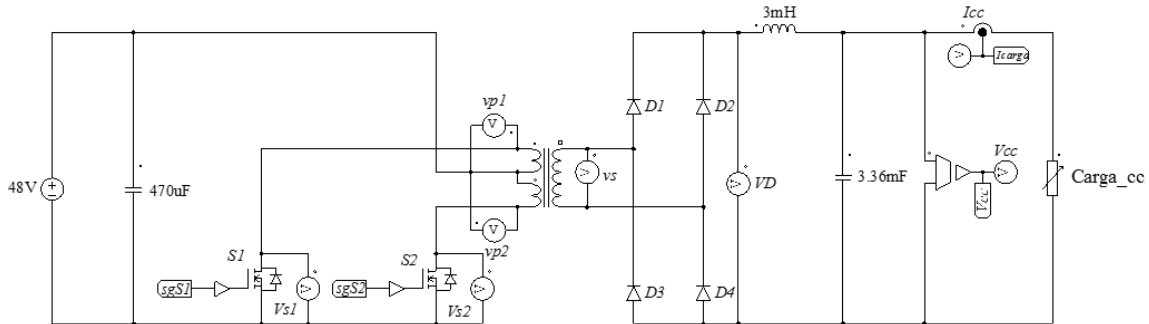 3mH
Icc
V
Icarga
vp1
V
D1
D2
48V
470uF
vs
V
VD
V
3.36mF
Vcc
V
Vcc
Carga_cc
V
vp2
S1
S2
sgS1
V
Vs1
sgS2
V
Vs2
D3
D4